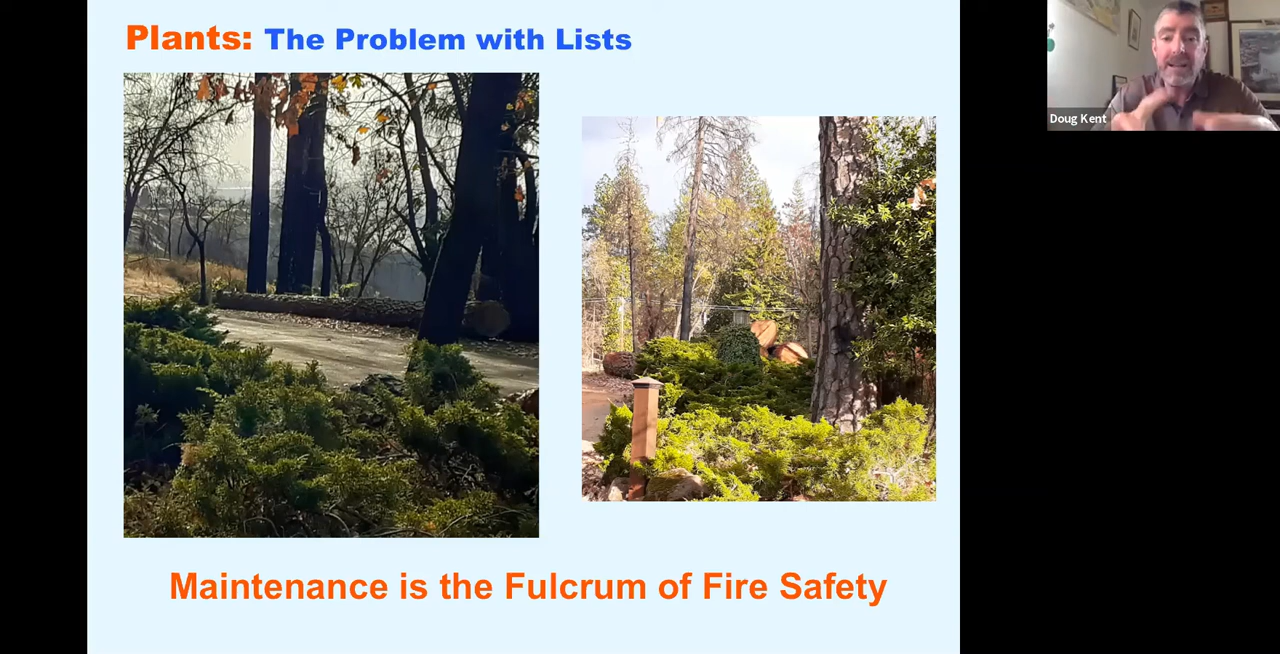 Plants: The Problem with Lists
Doug Kent
Maintenance is the Fulcrum of Fire Safety